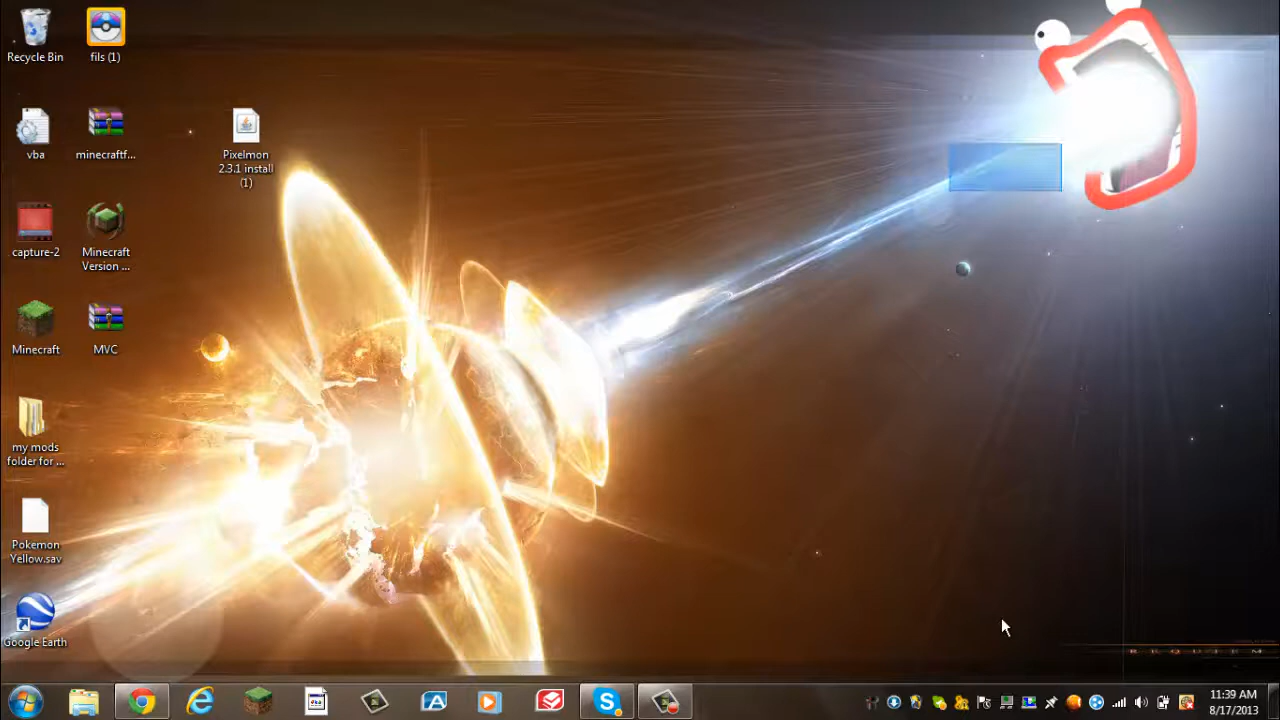 Recycle Bin
fils (1)
vba
minecraftf...
Pixelmon
2.3.1 install
(1)
capture-2
Minecraft
Version ...
Minecraft
MVC
my mods
folder for ...
Pokemon
Yellow.sav
Google Earth
11:39 AM
8/17/2013